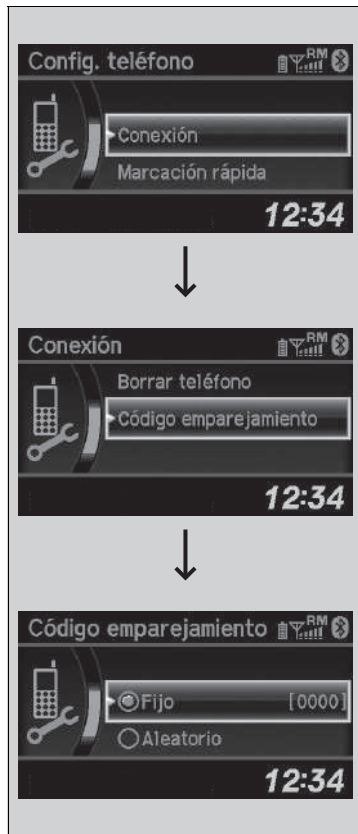 Config. teléfono RM
Conexión
Marcación rápida
12:34
Conexión RM
Borrar teléfono
Código emparejamiento
12:34
Código emparejamiento RM
Fijo [0000]
Aleatorio
12:34